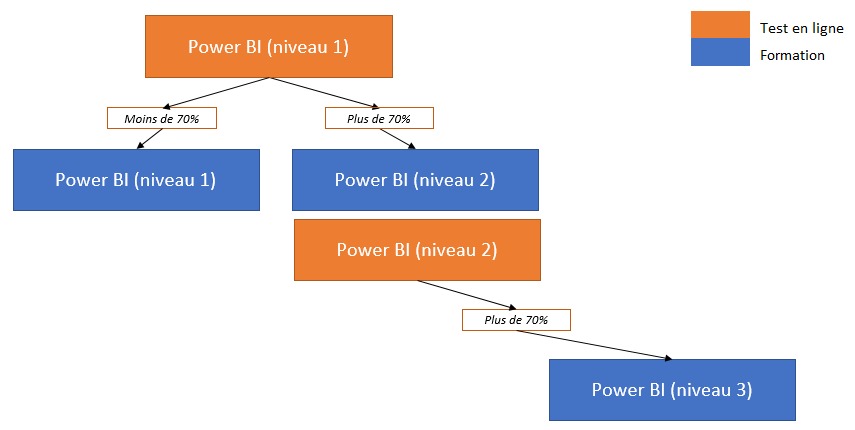 Power BI (niveau 1)
Test en ligne
Formation
Moins de 70%
Plus de 70%
Power BI (niveau 1)
Power BI (niveau 2)
Power BI (niveau 2)
Plus de 70%
Power BI (niveau 3)